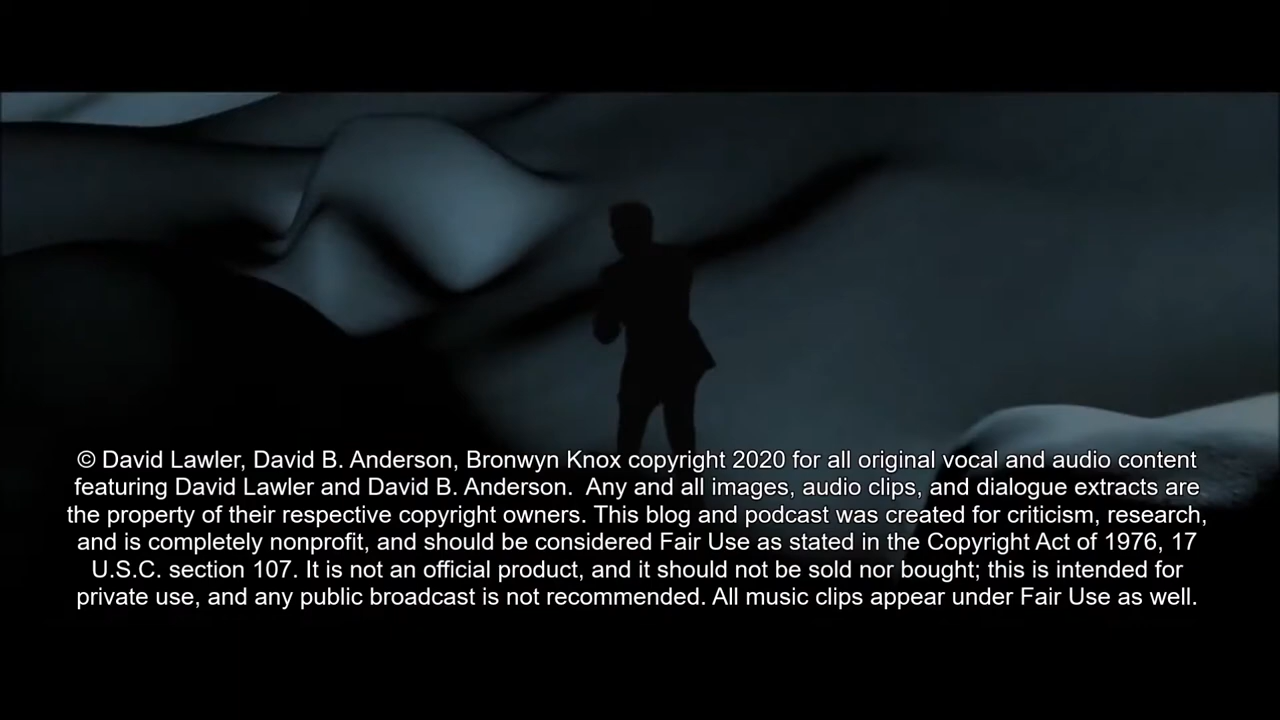 © David Lawler, David B. Anderson, Bronwyn Knox copyright 2020 for all original vocal and audio content
featuring David Lawler and David B. Anderson.  Any and all images, audio clips, and dialogue extracts are
the property of their respective copyright owners. This blog and podcast was created for criticism, research,
and is completely nonprofit, and should be considered Fair Use as stated in the Copyright Act of 1976, 17
U.S.C. section 107. It is not an official product, and it should not be sold nor bought; this is intended for
private use, and any public broadcast is not recommended. All music clips appear under Fair Use as well.